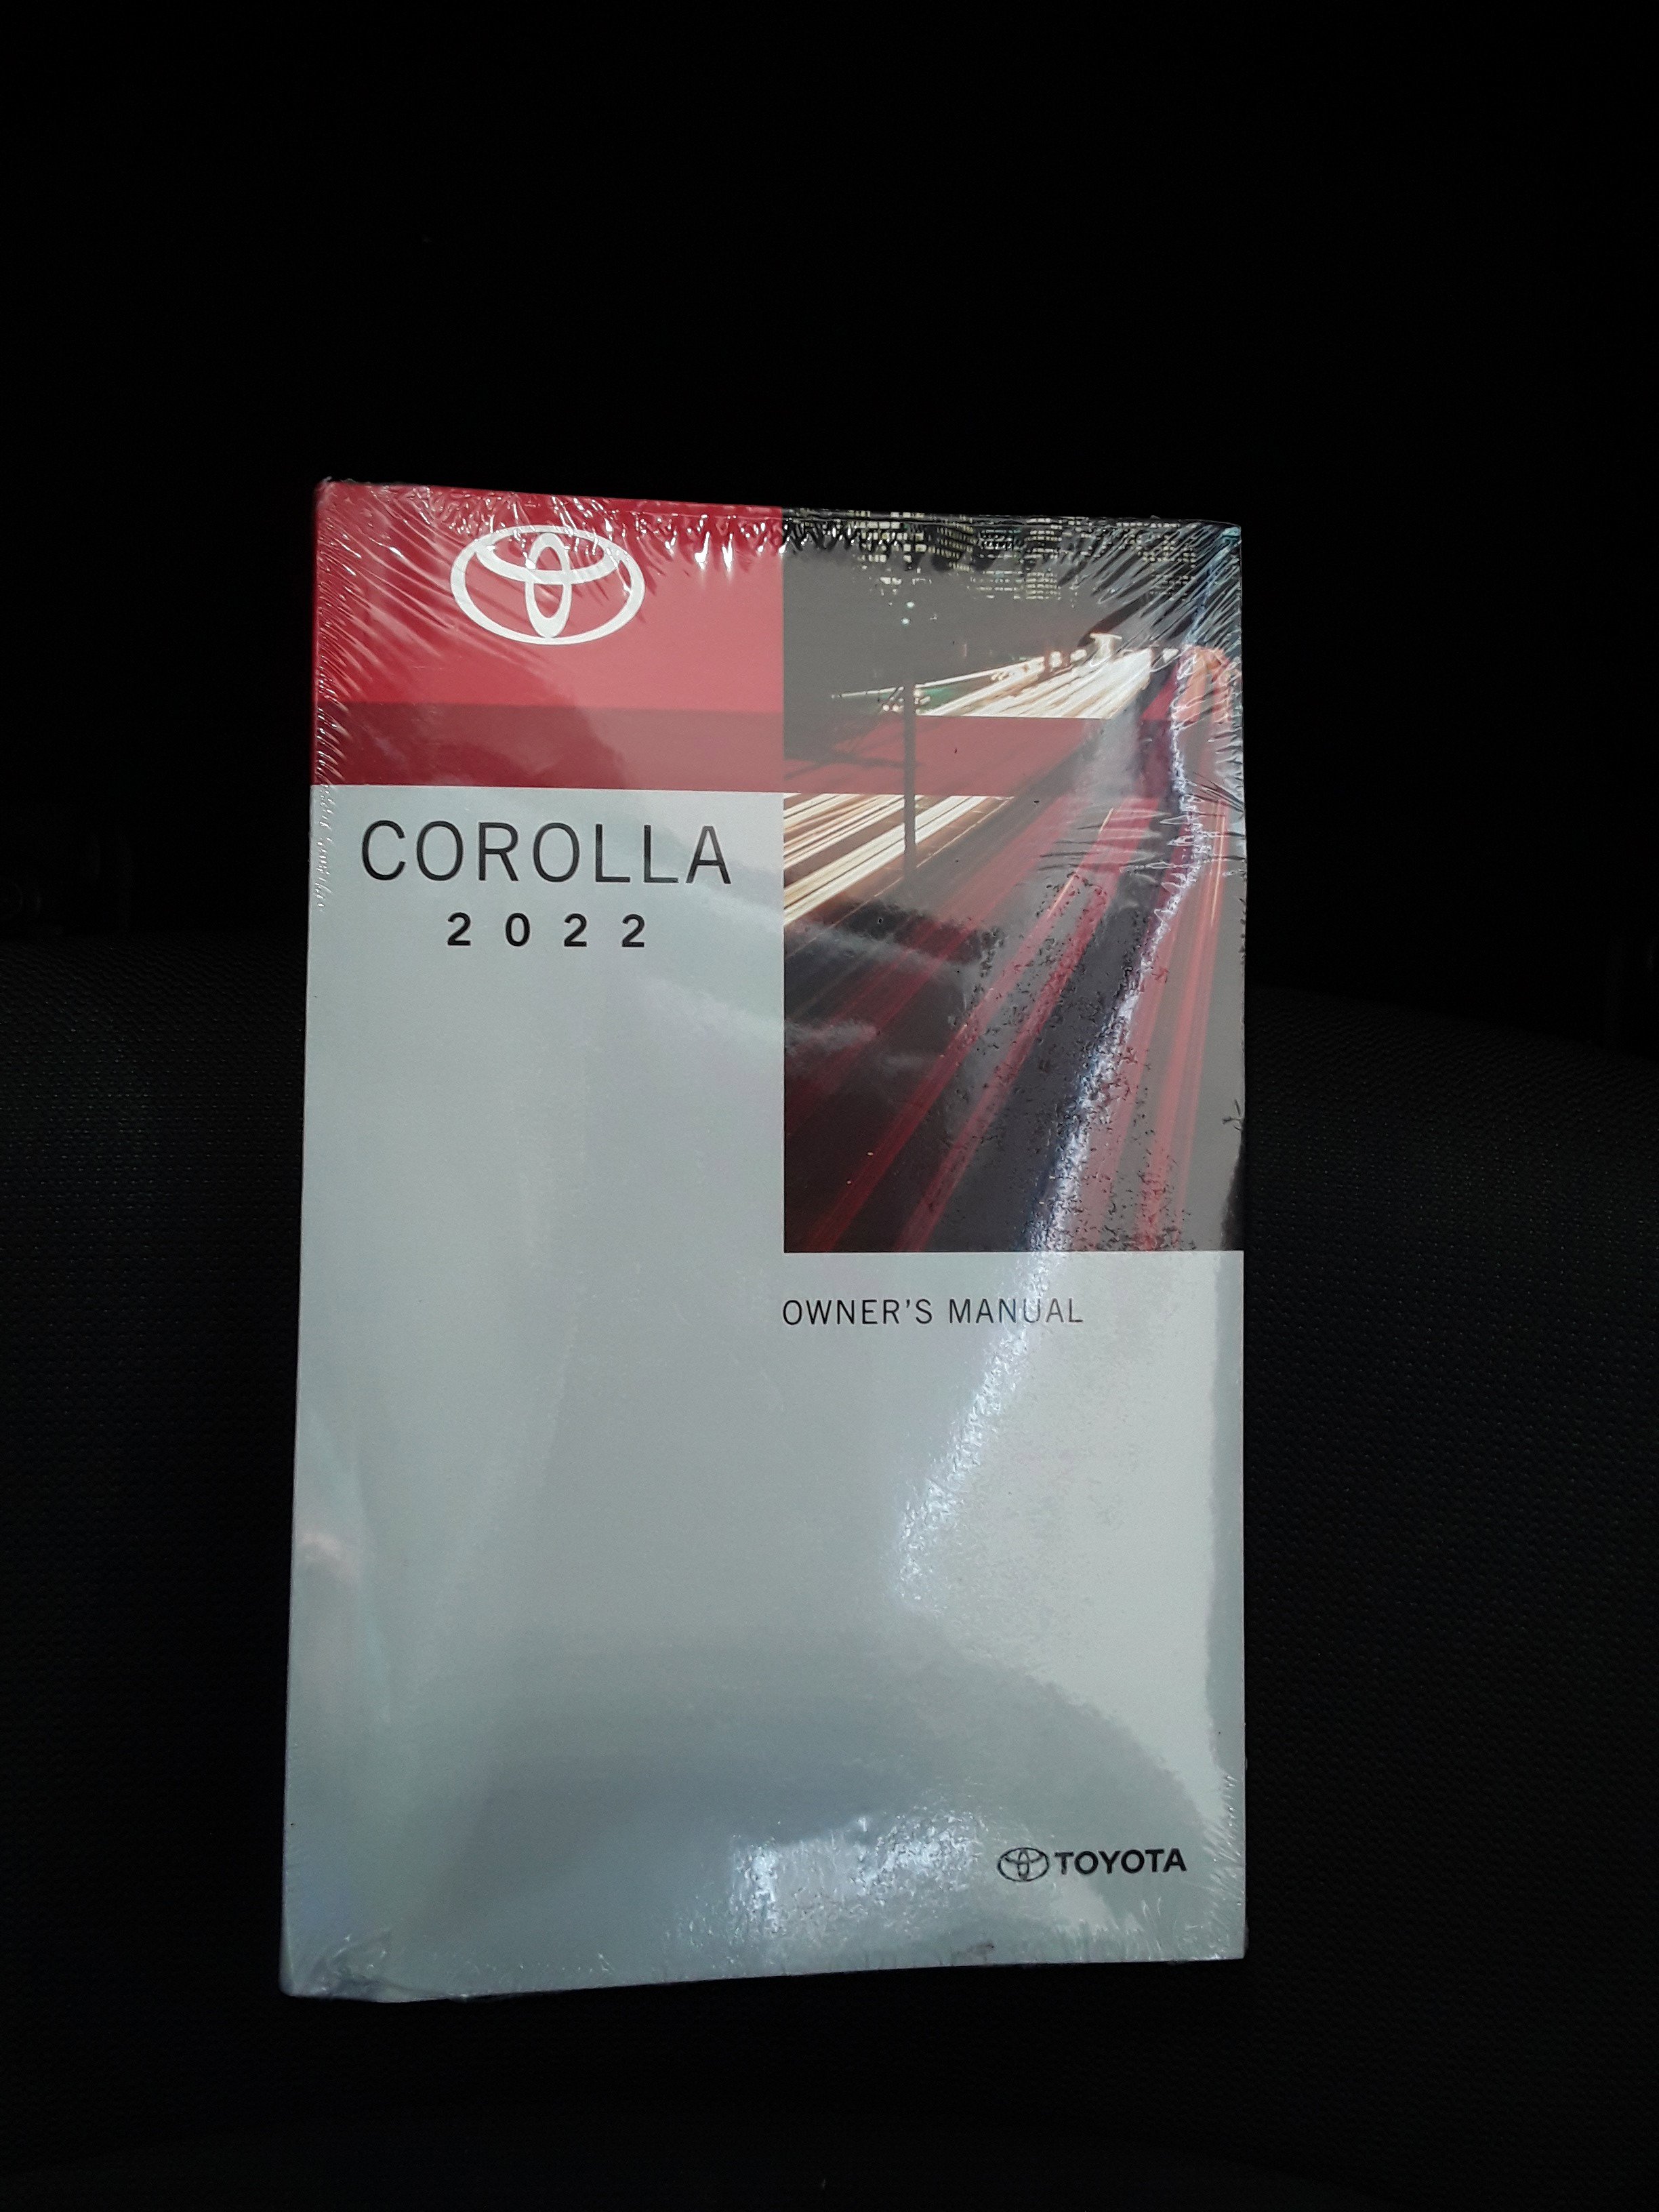 COROLLA
2022
OWNER'S MANUAL
TOYOTA